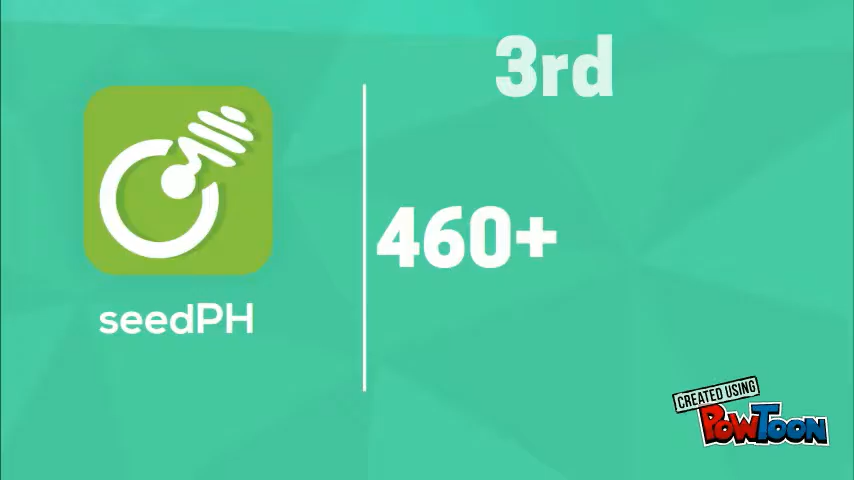 3rd
460+
seedPH
CREATED USING
POWTOON